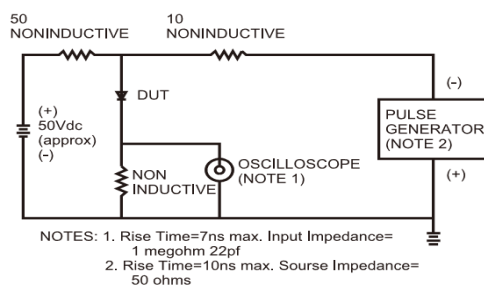 50
NONINDUCTIVE
10
NONINDUCTIVE
(+)
50Vdc
(approx)
(-)
DUT
(-)
PULSE
GENERATOR
(NOTE 2)
(+)
NON
INDUCTIVE
OSCILLOSCOPE
(NOTE 1)
NOTES: 1. Rise Time=7ns max. Input Impedance=
1 megohm 22pf
2. Rise Time=10ns max. Sourse Impedance=
50 ohms